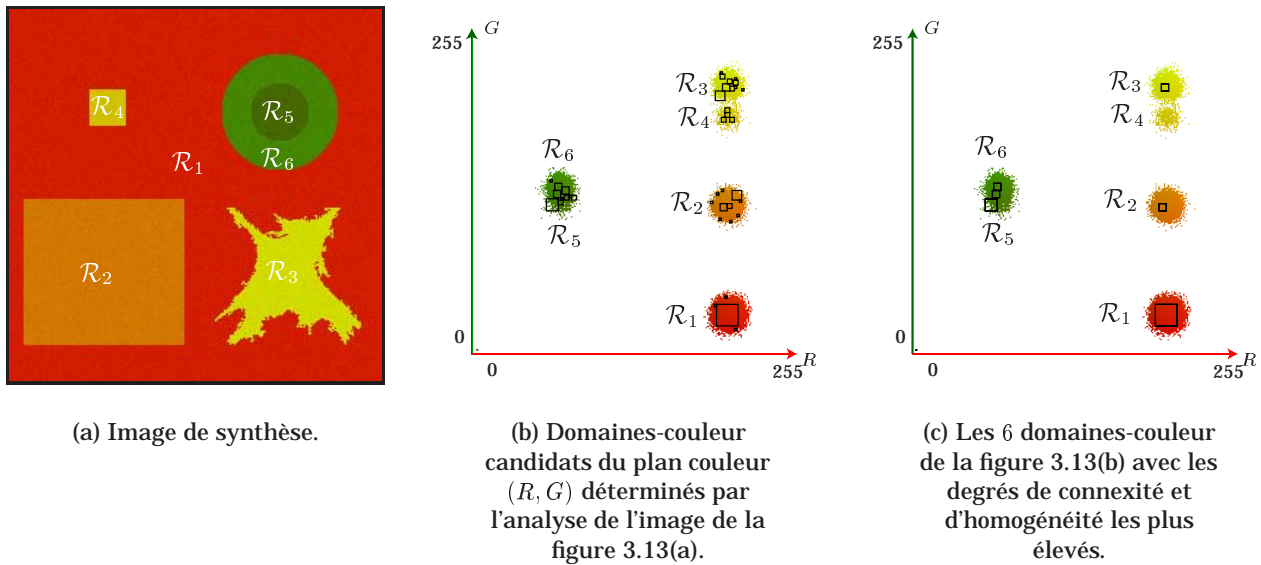 R₄
R₅
R₁
R₆
R₂
R₃
G
255
R₃
R₄
R₆
R₂
R₅
R₁
0
R
0
255
G
255
R₃
R₄
R₆
R₂
R₅
R₁
0
R
0
255
(a) Image de synthèse.
(b) Domaines-couleur
candidats du plan couleur
(R, G) déterminés par
l'analyse de l'image de la
figure 3.13(a).
(c) Les 6 domaines-couleur
de la figure 3.13(b) avec les
degrés de connexité et
d'homogénéité les plus
élevés.